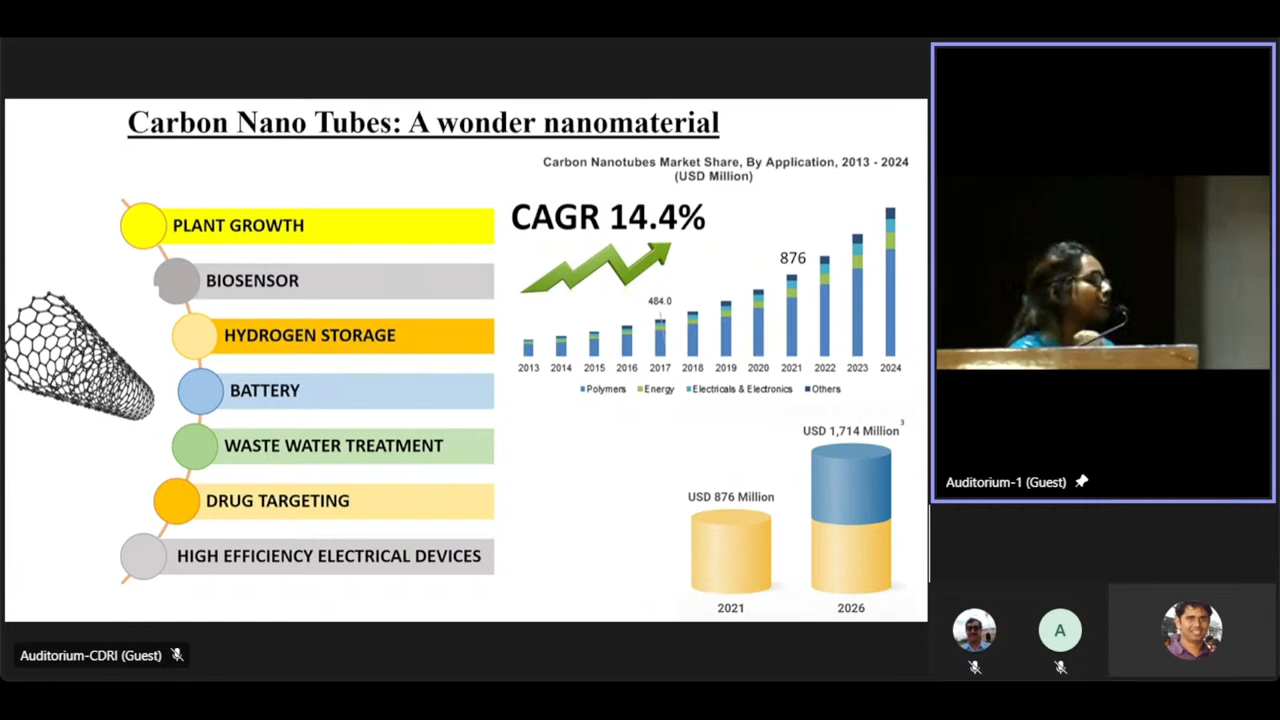 Carbon Nano Tubes: A wonder nanomaterial
PLANT GROWTH
BIOSENSOR
HYDROGEN STORAGE
BATTERY
WASTE WATER TREATMENT
DRUG TARGETING
HIGH EFFICIENCY ELECTRICAL DEVICES
Carbon Nanotubes Market Share, By Application, 2013 - 2024
(USD Million)
CAGR 14.4%
484.0
876
2013 2014 2015 2016 2017 2018 2019 2020 2021 2022 2023 2024
Polymers Energy Electricals & Electronics Others
USD 876 Million
USD 1,714 Million³
2021 2026
Auditorium-CDRI (Guest)
Auditorium-1 (Guest)
A